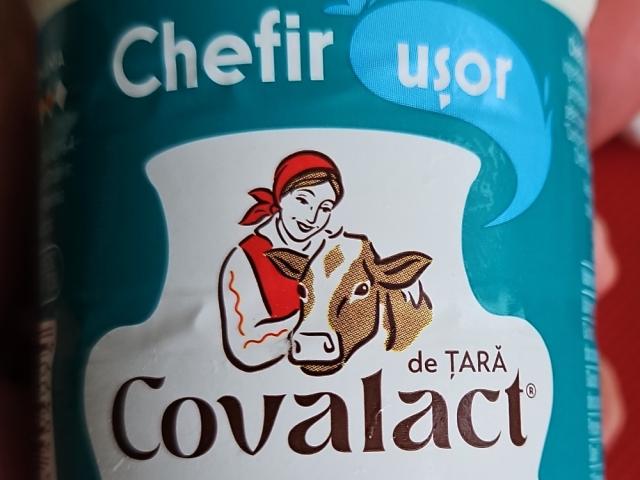 Chefir ușor
de ȚARĂ
Covalact®